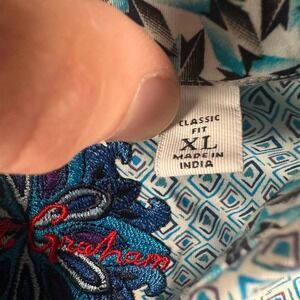 CLASSIC
FIT
XL
MADE IN
INDIA
Graham